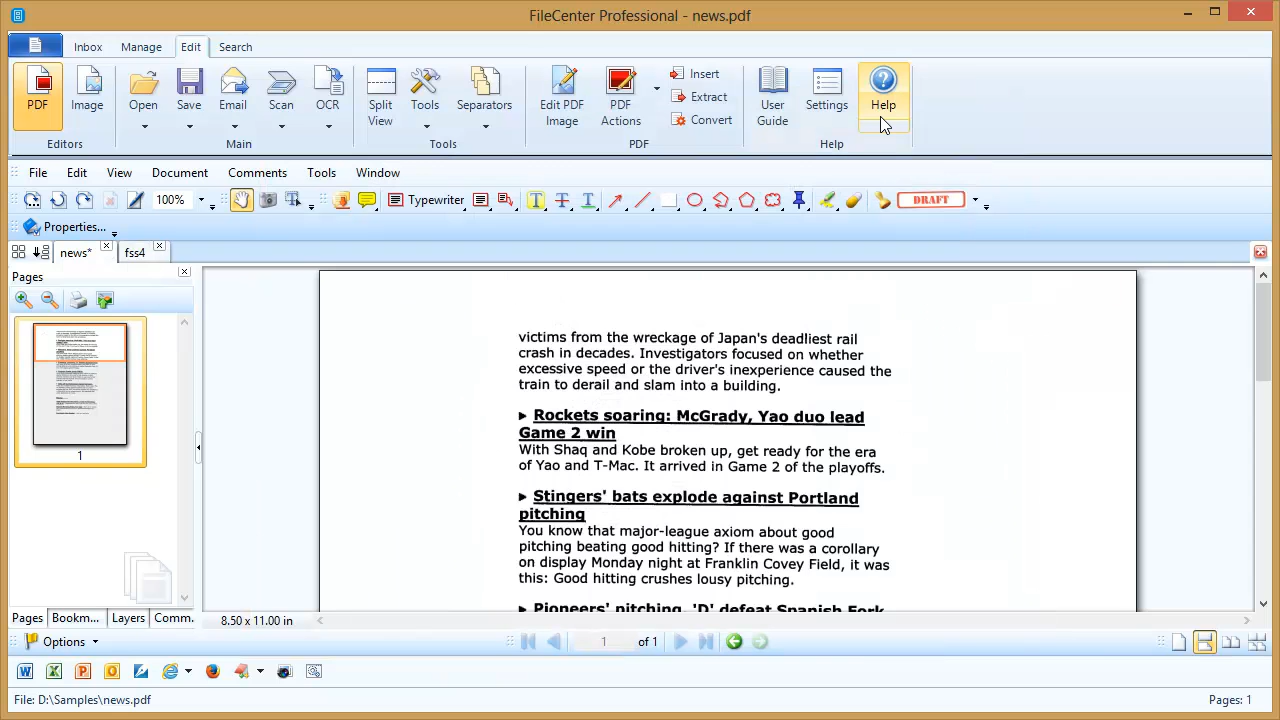 FileCenter Professional - news.pdf
Inbox Manage Edit Search
PDF Image Open Save Email Scan OCR Split View Tools Separators Edit PDF Image PDF Actions Insert Extract Convert User Guide Settings Help
Editors Main Tools PDF Help
File Edit View Document Comments Tools Window
100% Typewriter DRAFT
Properties...
news* fss4
Pages
1
victims from the wreckage of Japan's deadliest rail
crash in decades. Investigators focused on whether
excessive speed or the driver's inexperience caused the
train to derail and slam into a building.
Rockets soaring: McGrady, Yao duo lead
Game 2 win
With Shaq and Kobe broken up, get ready for the era
of Yao and T-Mac. It arrived in Game 2 of the playoffs.
Stingers' bats explode against Portland
pitching
You know that major-league axiom about good
pitching beating good hitting? If there was a corollary
on display Monday night at Franklin Covey Field, it was
this: Good hitting crushes lousy pitching.
Pioneers' pitching, 'D' defeat Spanish Fork
Pages Bookm... Layers Comm.
8.50 x 11.00 in
Options
1 of 1
File: D:\Samples\news.pdf
Pages: 1